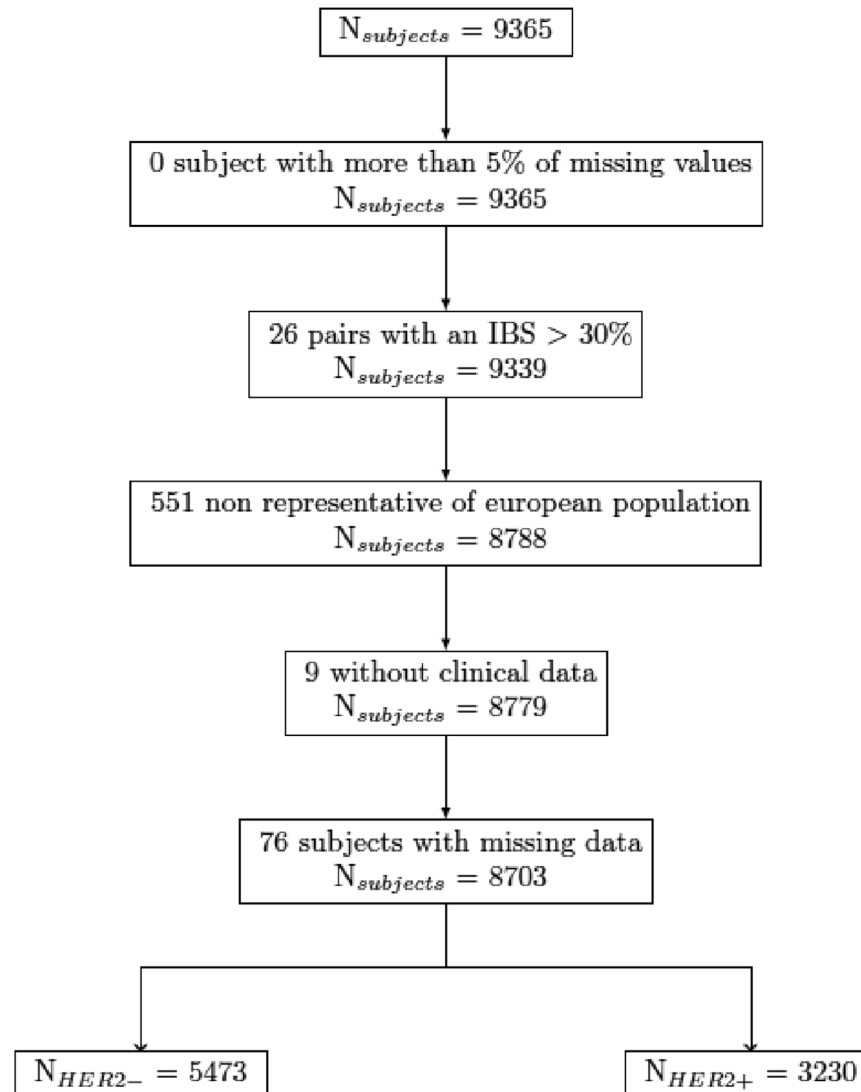 N_subjects = 9365
0 subject with more than 5% of missing values
N_subjects = 9365
26 pairs with an IBS > 30%
N_subjects = 9339
551 non representative of european population
N_subjects = 8788
9 without clinical data
N_subjects = 8779
76 subjects with missing data
N_subjects = 8703
N_HER2− = 5473
N_HER2+ = 3230